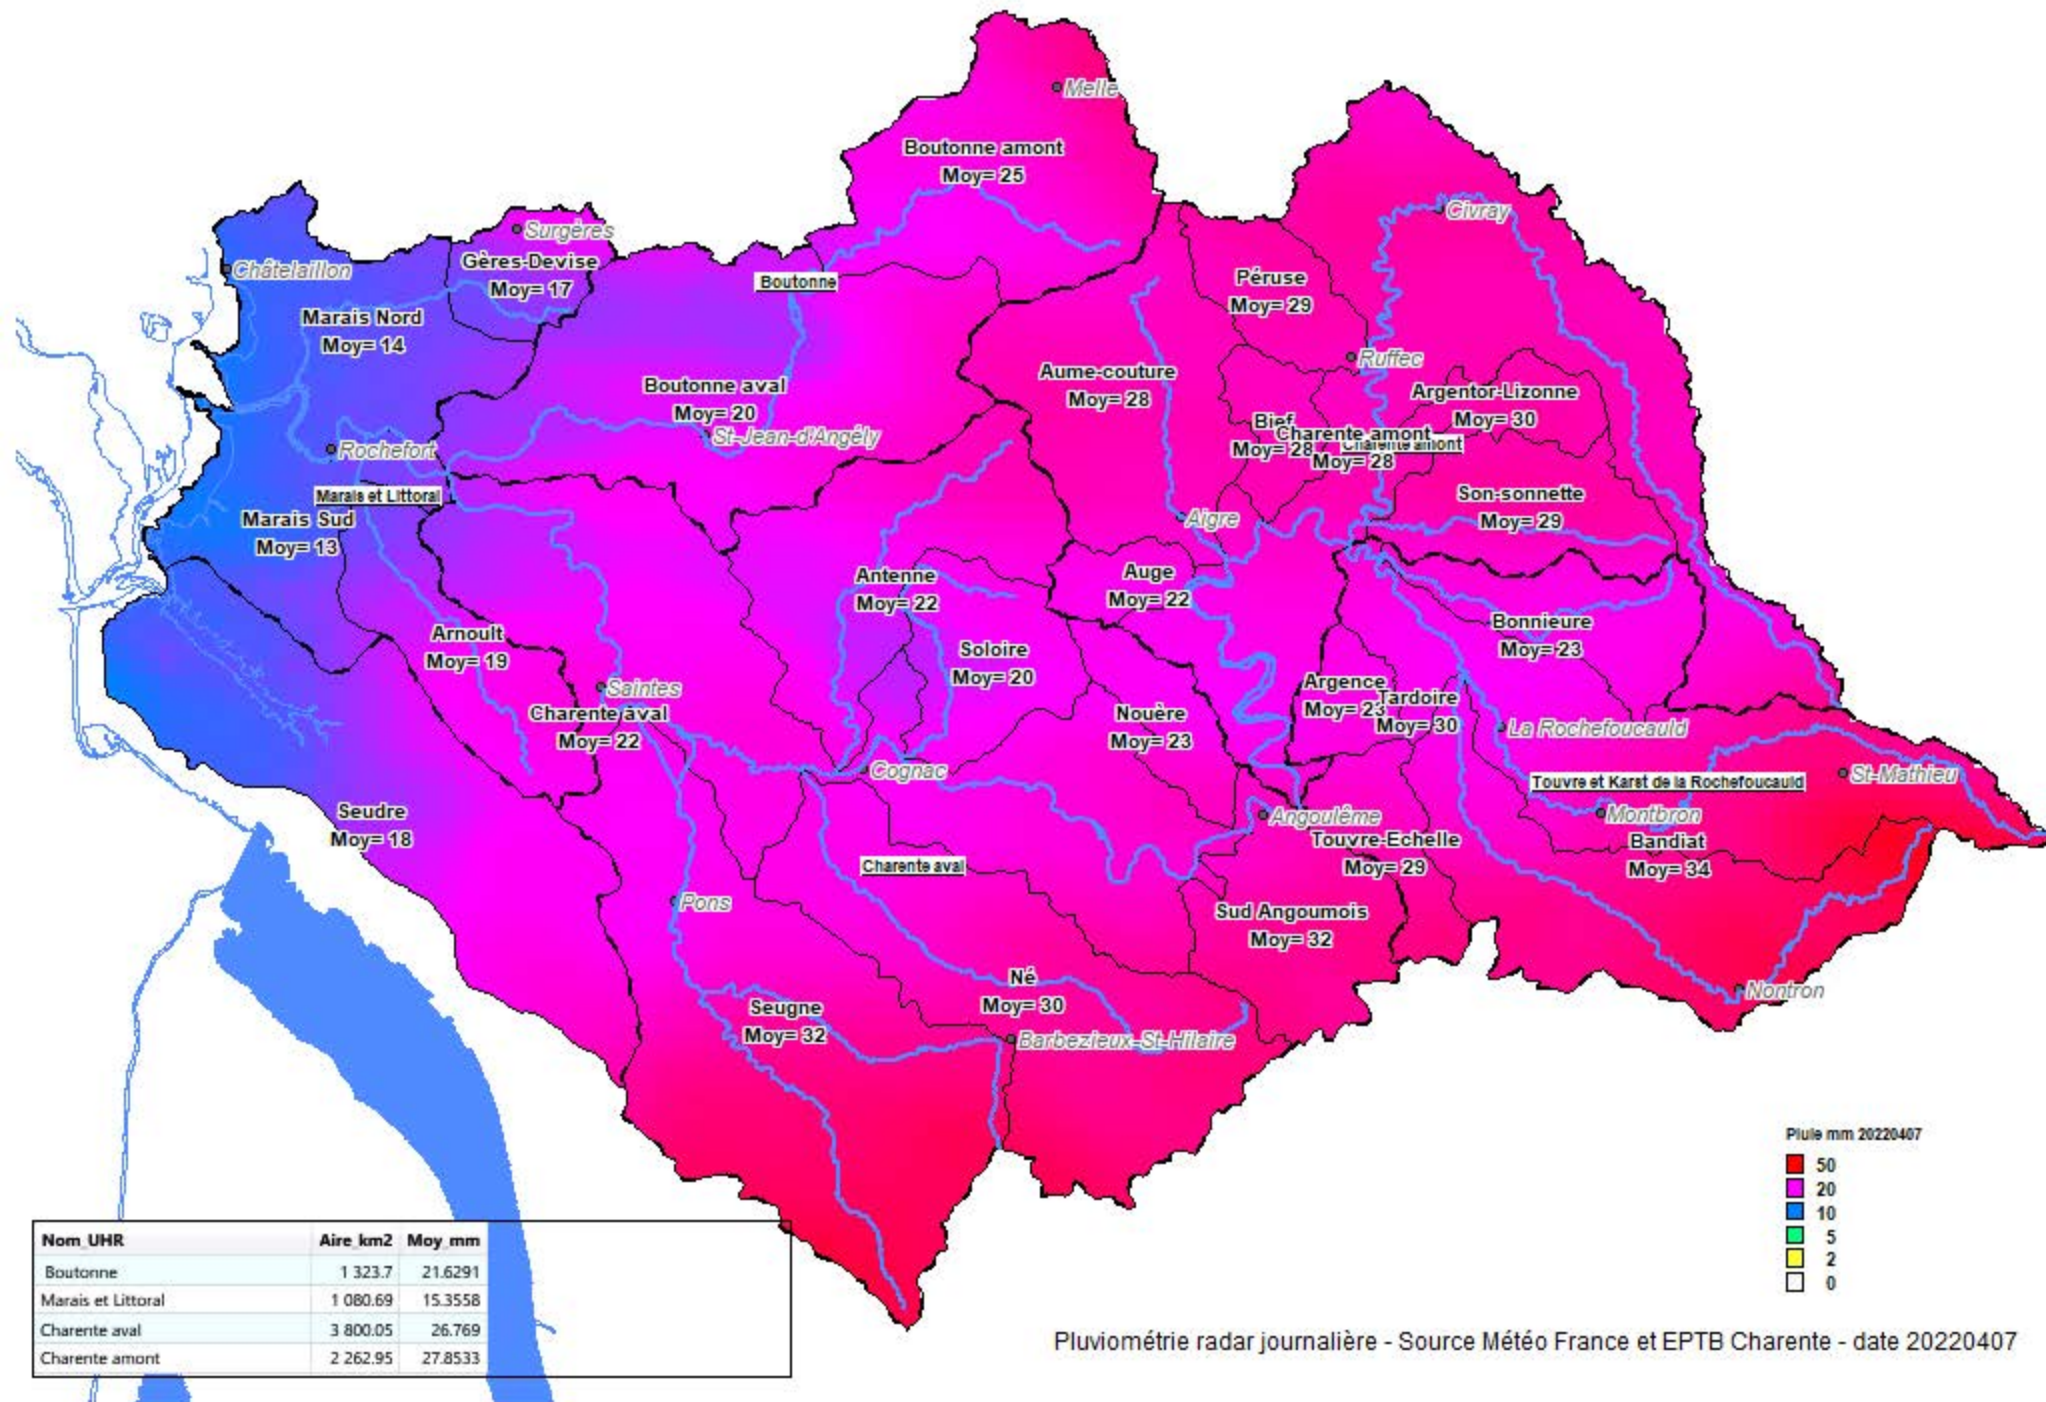 Melle
Boutonne amont
Moy= 25
Civray
Surgères
Gères-Devise
Moy= 17
Châtelaillon
Boutonne
Péruse
Moy= 29
Marais Nord
Moy= 14
Ruffec
Aume-couture
Moy= 28
Boutonne aval
Moy= 20
Argentor-Lizonne
Moy= 30
Bief
Moy= 28
Charente amont
Moy= 28
Charente amont
St-Jean-d'Angély
Rochefort
Marais et Littoral
Son-sonnette
Moy= 29
Marais Sud
Moy= 13
Aigre
Antenne
Moy= 22
Auge
Moy= 22
Bonnieure
Moy= 23
Arnoult
Moy= 19
Soloire
Moy= 20
Saintes
Charente aval
Moy= 22
Nouère
Moy= 23
Argence
Moy= 23
Tardoire
Moy= 30
La Rochefoucauld
Cognac
Touvre et Karst de la Rochefoucauld
St-Mathieu
Seudre
Moy= 18
Angoulême
Montbron
Touvre-Echelle
Moy= 29
Bandiat
Moy= 34
Charente aval
Pons
Sud Angoumois
Moy= 32
Né
Moy= 30
Nontron
Seugne
Moy= 32
Barbezieux-St-Hilaire
Pluie mm 20220407
50
20
10
5
2
0
Nom_UHR Aire_km2 Moy_mm
Boutonne 1 323.7 21.6291
Marais et Littoral 1 080.69 15.3558
Charente aval 3 800.05 26.769
Charente amont 2 262.95 27.8533
Pluviométrie radar journalière - Source Météo France et EPTB Charente - date 20220407